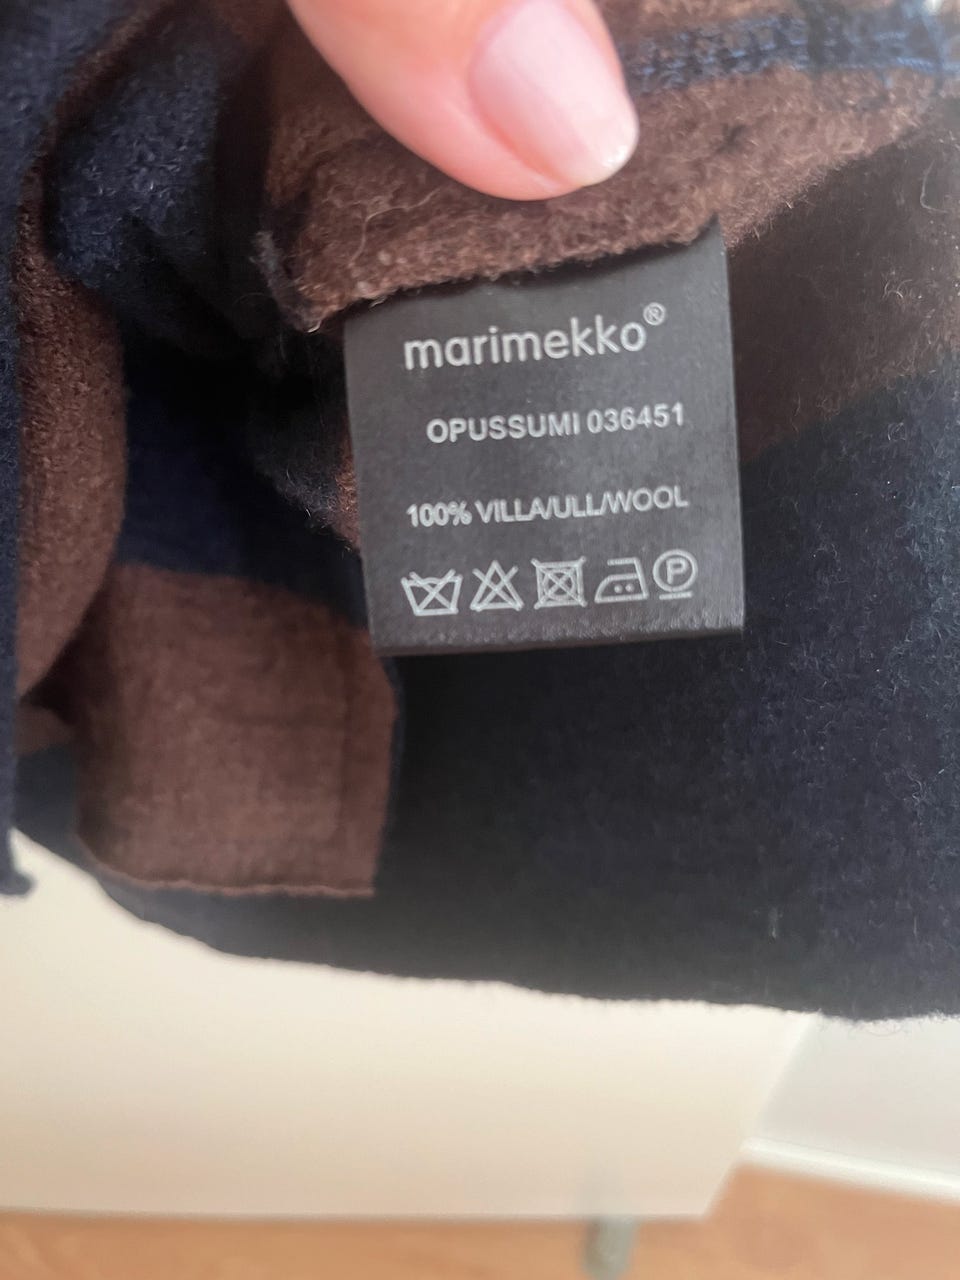 marimekko®
OPUSSUMI 036451
100% VILLA/ULL/WOOL
P